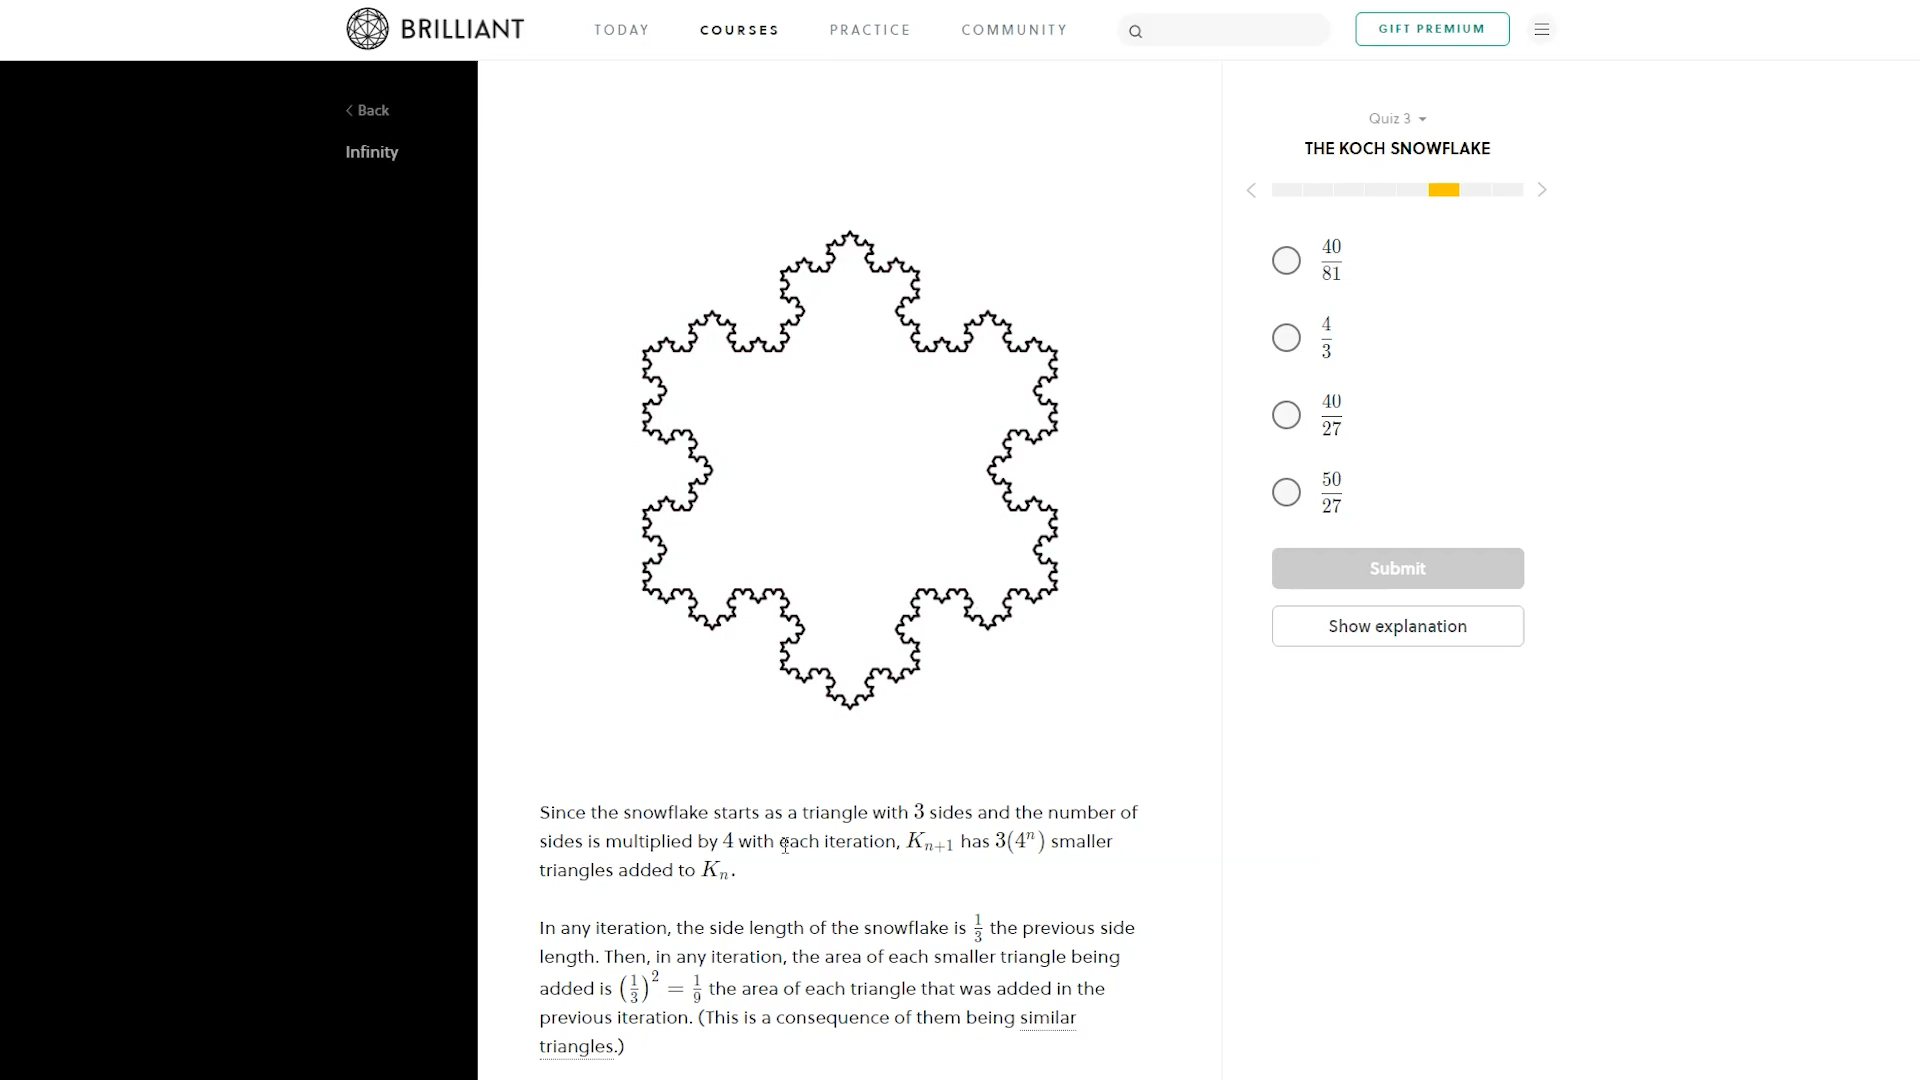 BRILLIANT
TODAY
COURSES
PRACTICE
COMMUNITY
GIFT PREMIUM
< Back
Infinity
Since the snowflake starts as a triangle with 3 sides and the number of
sides is multiplied by 4 with each iteration, Kₙ₊₁ has 3(4ⁿ) smaller
triangles added to Kₙ.
In any iteration, the side length of the snowflake is 1/3 the previous side
length. Then, in any iteration, the area of each smaller triangle being
added is (1/3)² = 1/9 the area of each triangle that was added in the
previous iteration. (This is a consequence of them being similar
triangles.)
Quiz 3
THE KOCH SNOWFLAKE
40/81
4/3
40/27
50/27
Submit
Show explanation